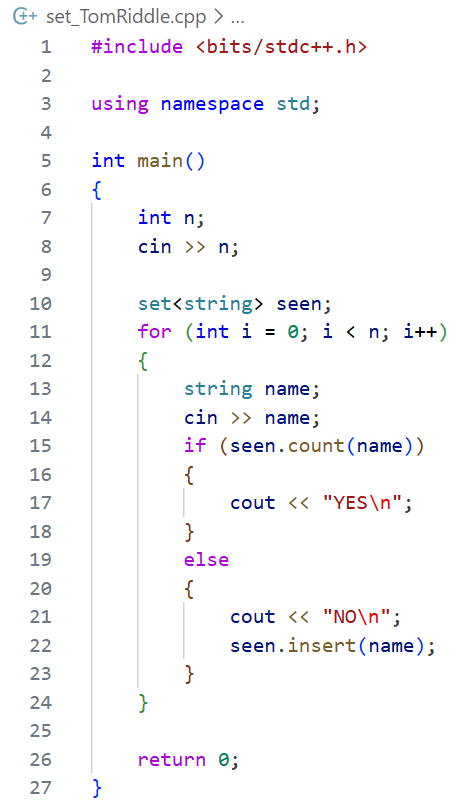 set_TomRiddle.cpp > ...
1 #include <bits/stdc++.h>
2
3 using namespace std;
4
5 int main()
6 {
7     int n;
8     cin >> n;
9
10     set<string> seen;
11     for (int i = 0; i < n; i++)
12     {
13         string name;
14         cin >> name;
15         if (seen.count(name))
16         {
17             cout << "YES\n";
18         }
19         else
20         {
21             cout << "NO\n";
22             seen.insert(name);
23         }
24     }
25
26     return 0;
27 }